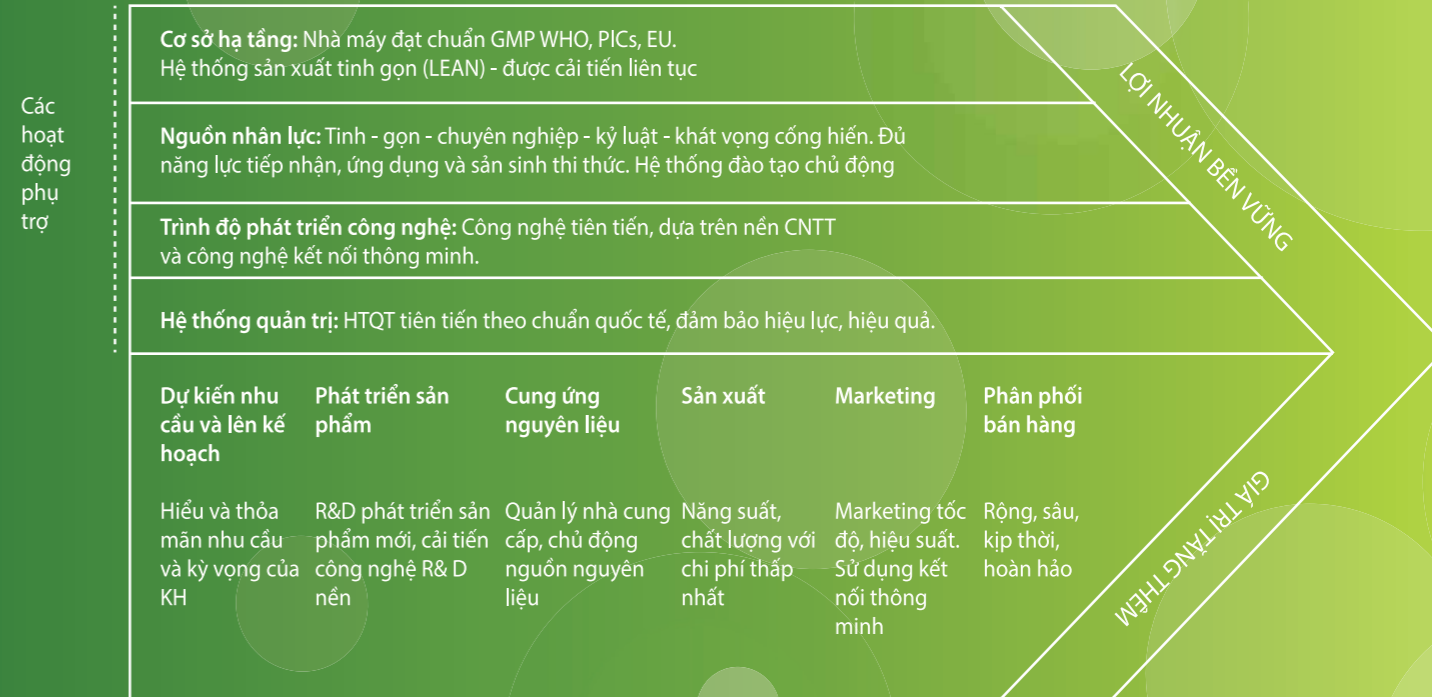 Các
hoạt
động
phụ
trợ
Cơ sở hạ tầng: Nhà máy đạt chuẩn GMP WHO, PICs, EU.
Hệ thống sản xuất tinh gọn (LEAN) - được cải tiến liên tục
Nguồn nhân lực: Tinh - gọn - chuyên nghiệp - kỷ luật - khát vọng cống hiến. Đủ
năng lực tiếp nhận, ứng dụng và sản sinh thi thức. Hệ thống đào tạo chủ động
Trình độ phát triển công nghệ: Công nghệ tiên tiến, dựa trên nền CNTT
và công nghệ kết nối thông minh.
Hệ thống quản trị: HTQT tiên tiến theo chuẩn quốc tế, đảm bảo hiệu lực, hiệu quả.
LỢI NHUẬN BỀN VỮNG
Dự kiến nhu
cầu và lên kế
hoạch
Hiểu và thỏa
mãn nhu cầu
và kỳ vọng của
KH
Phát triển sản
phẩm
R&D phát triển sản
phẩm mới, cải tiến
công nghệ R& D
nền
Cung ứng
nguyên liệu
Quản lý nhà cung
cấp, chủ động
nguồn nguyên
liệu
Sản xuất
Năng suất,
chất lượng với
chi phí thấp
nhất
Marketing
Marketing tốc
độ, hiệu suất.
Sử dụng kết
nối thông
minh
Phân phối
bán hàng
Rộng, sâu,
kịp thời,
hoàn hảo
GIÁ TRỊ TĂNG THÊM